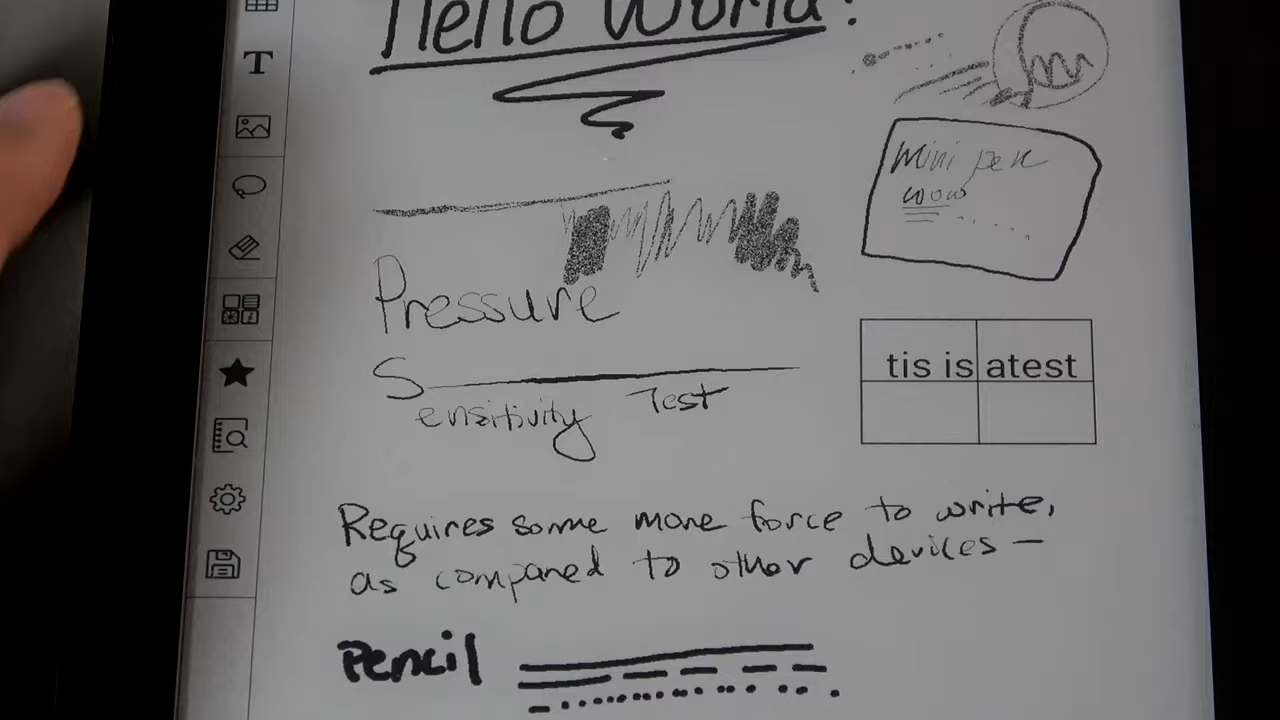 Hello World!
mini pen
wow
Pressure
Sensitivity Test
tis is atest
Requires some more force to write,
as compared to other devices —
Pencil
T